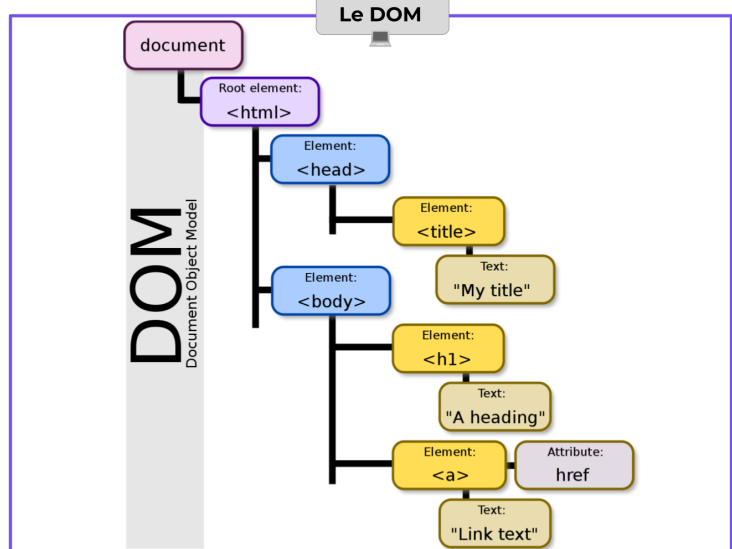 Le DOM
document
Root element:
<html>
Element:
<head>
Element:
<title>
Text:
"My title"
DOM
Document Object Model
Element:
<body>
Element:
<h1>
Text:
"A heading"
Element:
<a>
Attribute:
href
Text:
"Link text"